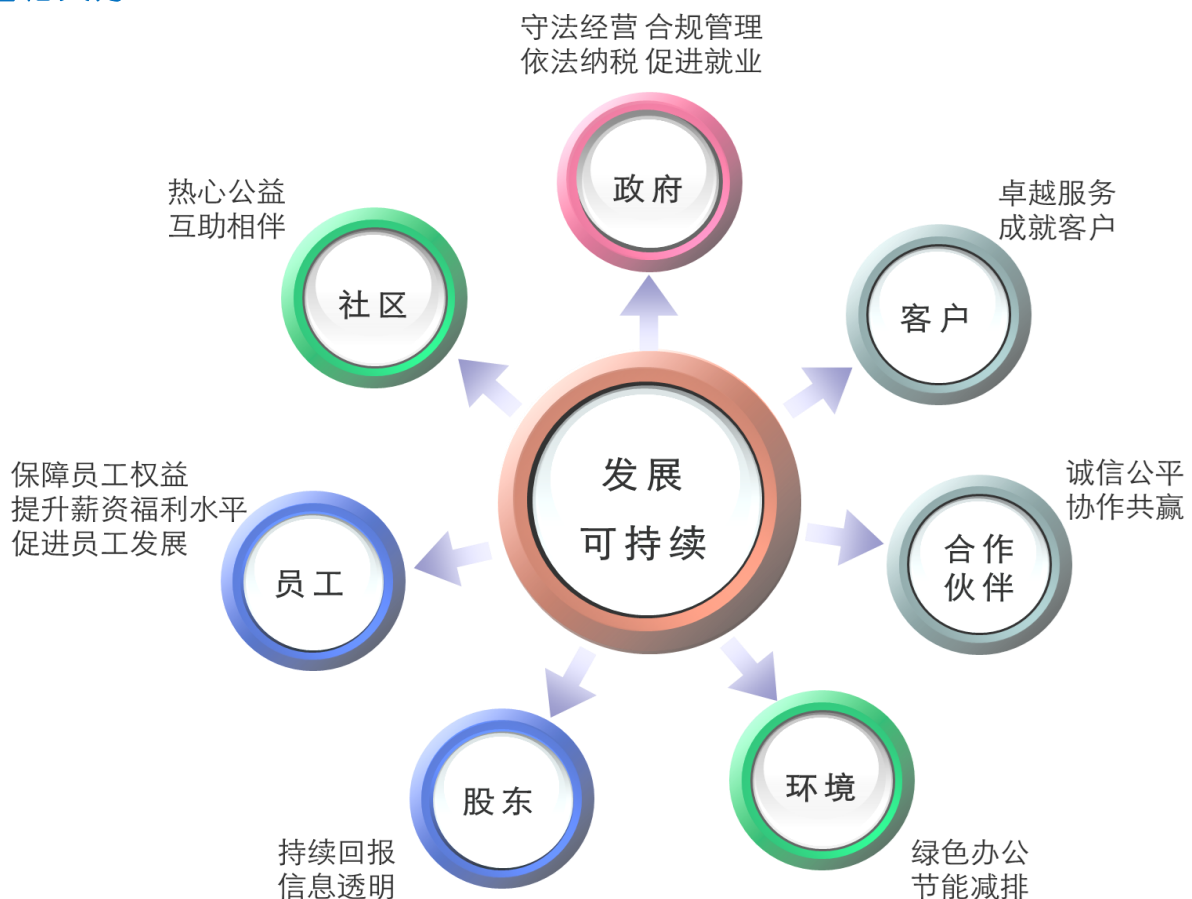 守法经营 合规管理
依法纳税 促进就业
政府
热心公益
互助相伴
社区
卓越服务
成就客户
客户
发展
可持续
诚信公平
协作共赢
合作
伙伴
保障员工权益
提升薪资福利水平
促进员工发展
员工
股东
持续回报
信息透明
环境
绿色办公
节能减排